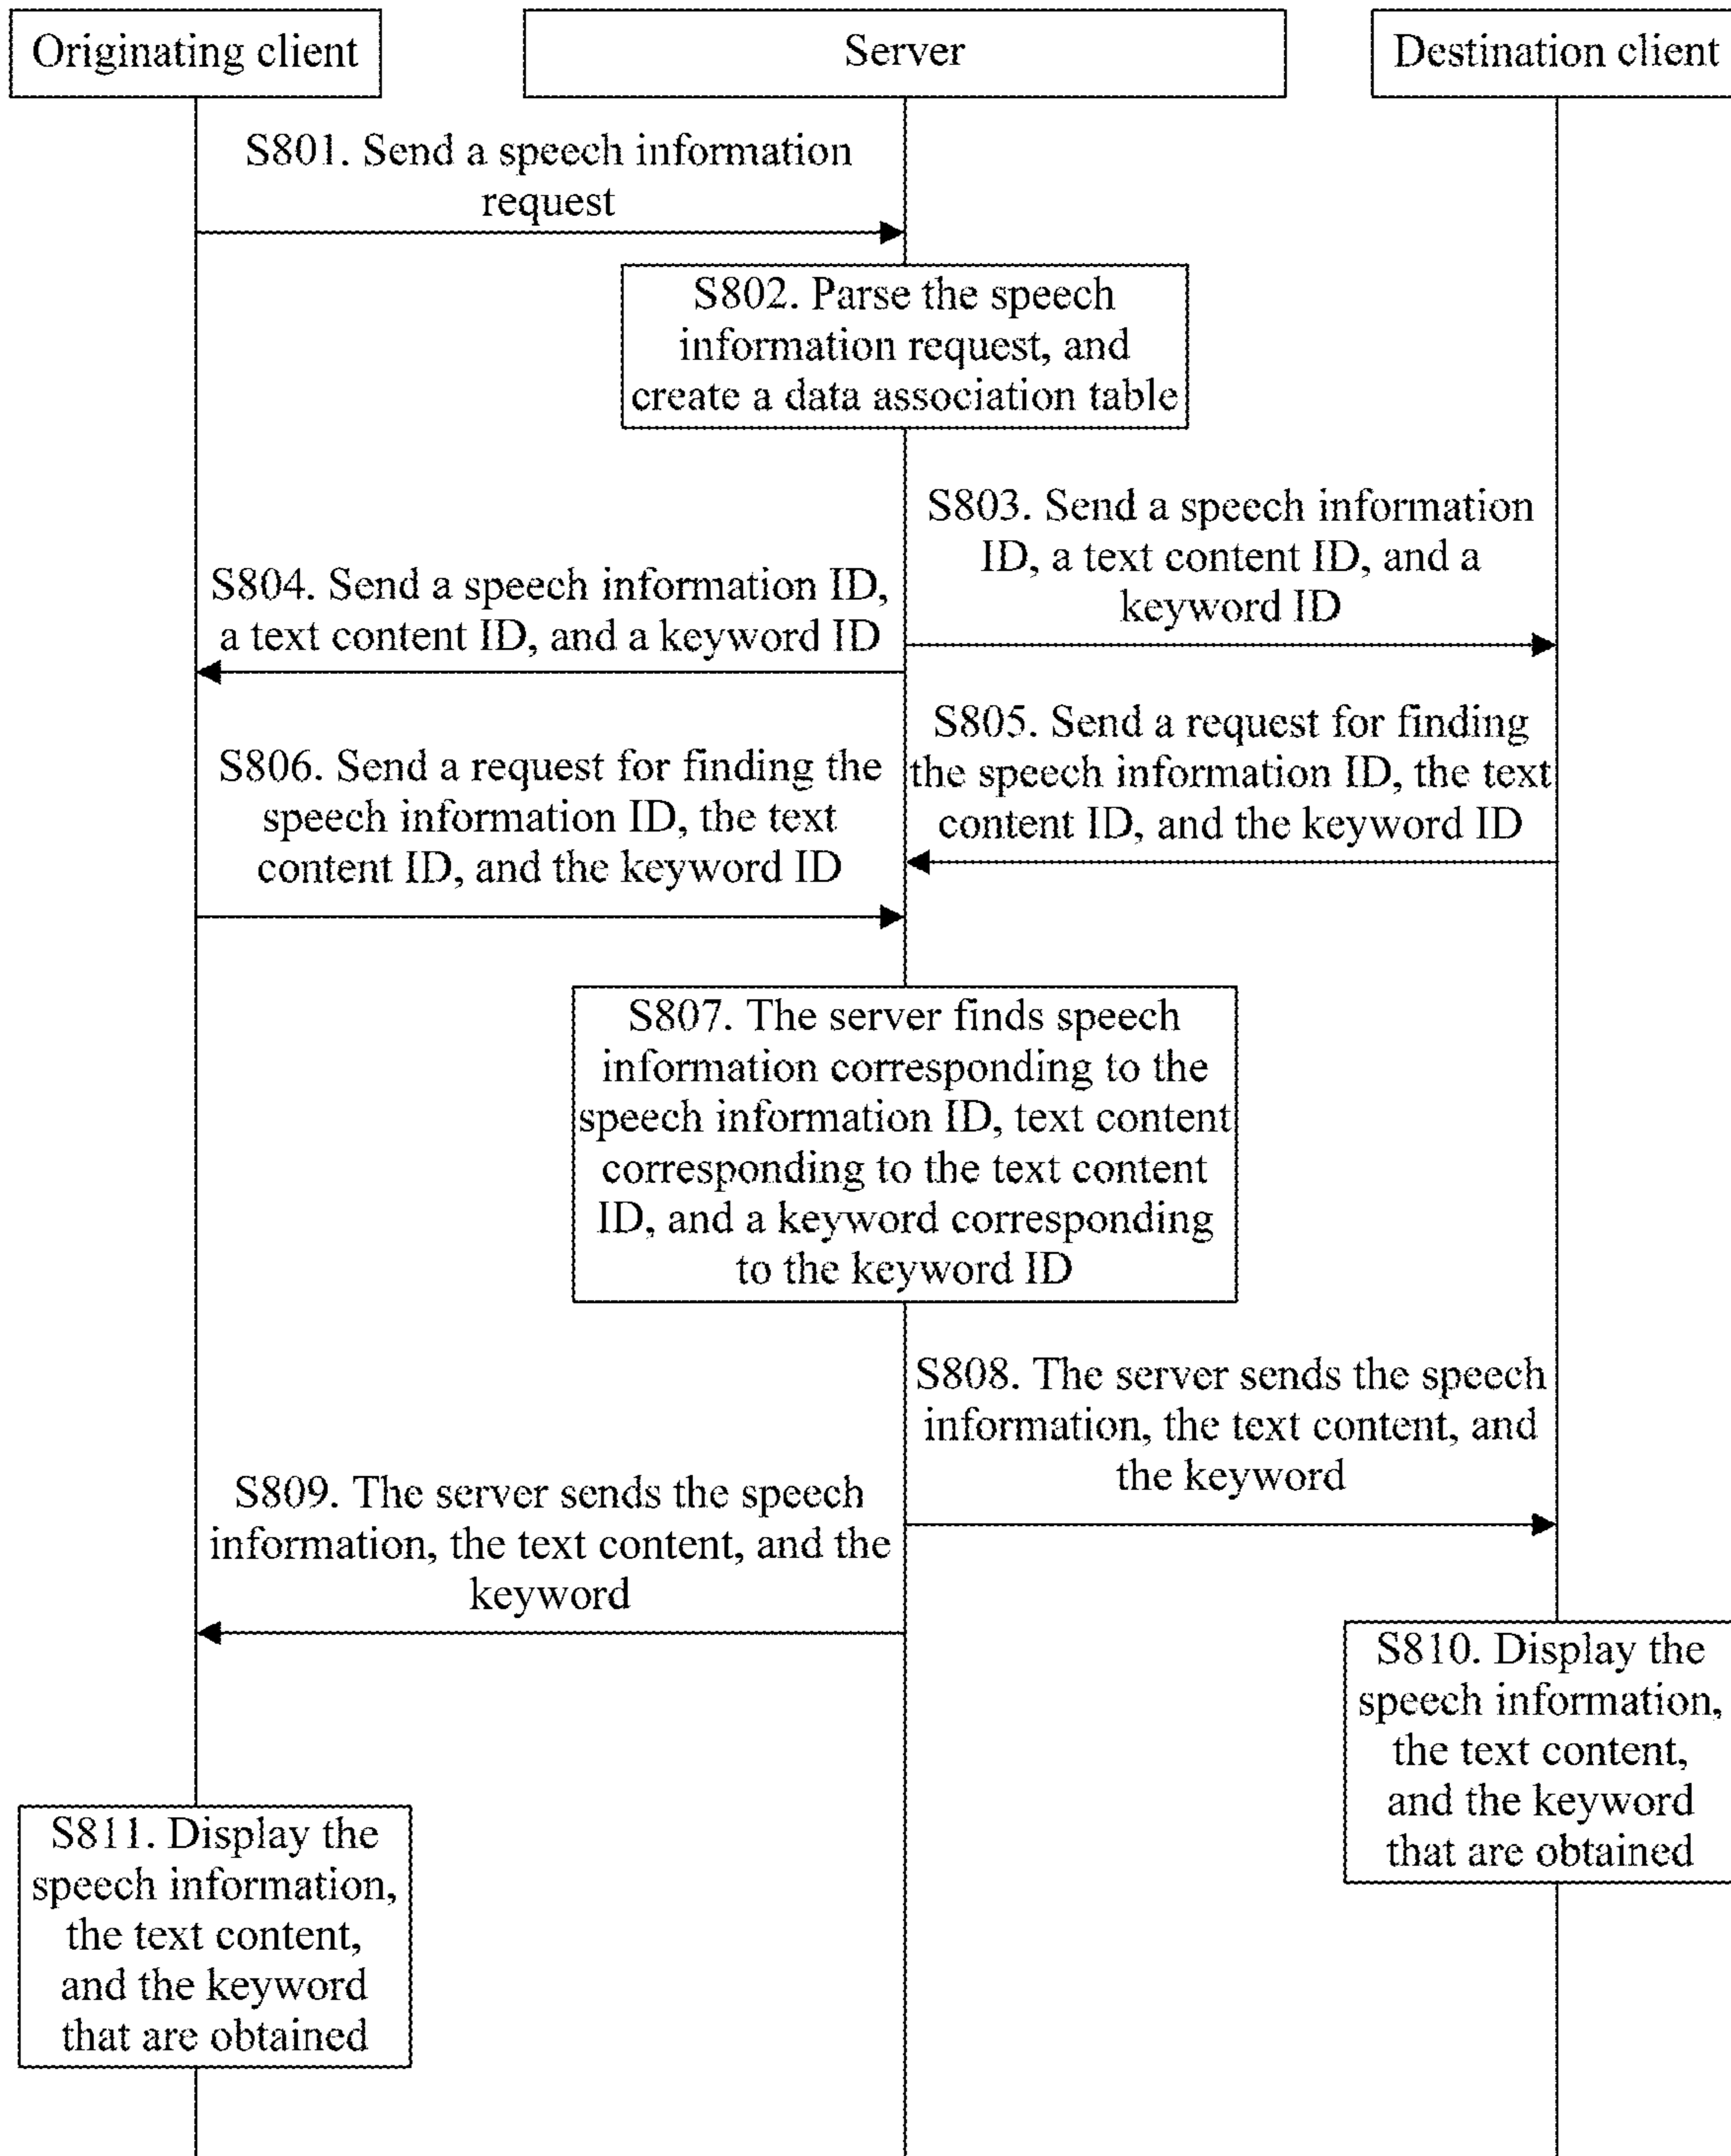 Originating client
Server
Destination client
S801. Send a speech information
request
S802. Parse the speech
information request, and
create a data association table
S803. Send a speech information
ID, a text content ID, and a
keyword ID
S804. Send a speech information ID,
a text content ID, and a keyword ID
S805. Send a request for finding
the speech information ID, the text
content ID, and the keyword ID
S806. Send a request for finding the
speech information ID, the text
content ID, and the keyword ID
S807. The server finds speech
information corresponding to the
speech information ID, text content
corresponding to the text content
ID, and a keyword corresponding
to the keyword ID
S808. The server sends the speech
information, the text content, and
the keyword
S809. The server sends the speech
information, the text content, and the
keyword
S810. Display the
speech information,
the text content,
and the keyword
that are obtained
S811. Display the
speech information,
the text content,
and the keyword
that are obtained